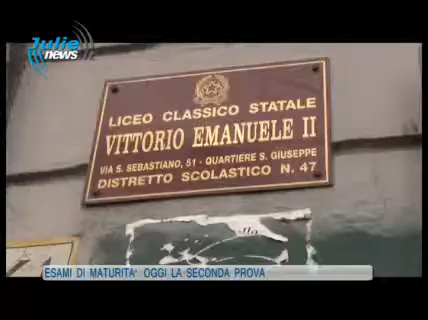 Julie
news
LICEO CLASSICO STATALE
VITTORIO EMANUELE II
VIA S. SEBASTIANO, 51 - QUARTIERE S. GIUSEPPE
DISTRETTO SCOLASTICO N. 47
ESAMI DI MATURITA' OGGI LA SECONDA PROVA